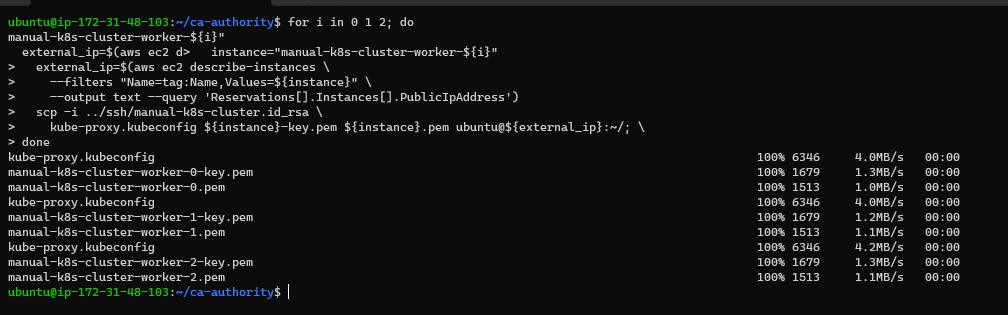 ubuntu@ip-172-31-48-103:~/ca-authority$ for i in 0 1 2; do
manual-k8s-cluster-worker-${i}"
  external_ip=$(aws ec2 d>   instance="manual-k8s-cluster-worker-${i}"
>   external_ip=$(aws ec2 describe-instances \
>     --filters "Name=tag:Name,Values=${instance}" \
>     --output text --query 'Reservations[].Instances[].PublicIpAddress')
>   scp -i ../ssh/manual-k8s-cluster.id_rsa \
>     kube-proxy.kubeconfig ${instance}-key.pem ${instance}.pem ubuntu@${external_ip}:~/; \
> done
kube-proxy.kubeconfig 100% 6346 4.0MB/s 00:00
manual-k8s-cluster-worker-0-key.pem 100% 1679 1.3MB/s 00:00
manual-k8s-cluster-worker-0.pem 100% 1513 1.0MB/s 00:00
kube-proxy.kubeconfig 100% 6346 4.0MB/s 00:00
manual-k8s-cluster-worker-1-key.pem 100% 1679 1.2MB/s 00:00
manual-k8s-cluster-worker-1.pem 100% 1513 1.1MB/s 00:00
kube-proxy.kubeconfig 100% 6346 4.2MB/s 00:00
manual-k8s-cluster-worker-2-key.pem 100% 1679 1.3MB/s 00:00
manual-k8s-cluster-worker-2.pem 100% 1513 1.1MB/s 00:00
ubuntu@ip-172-31-48-103:~/ca-authority$